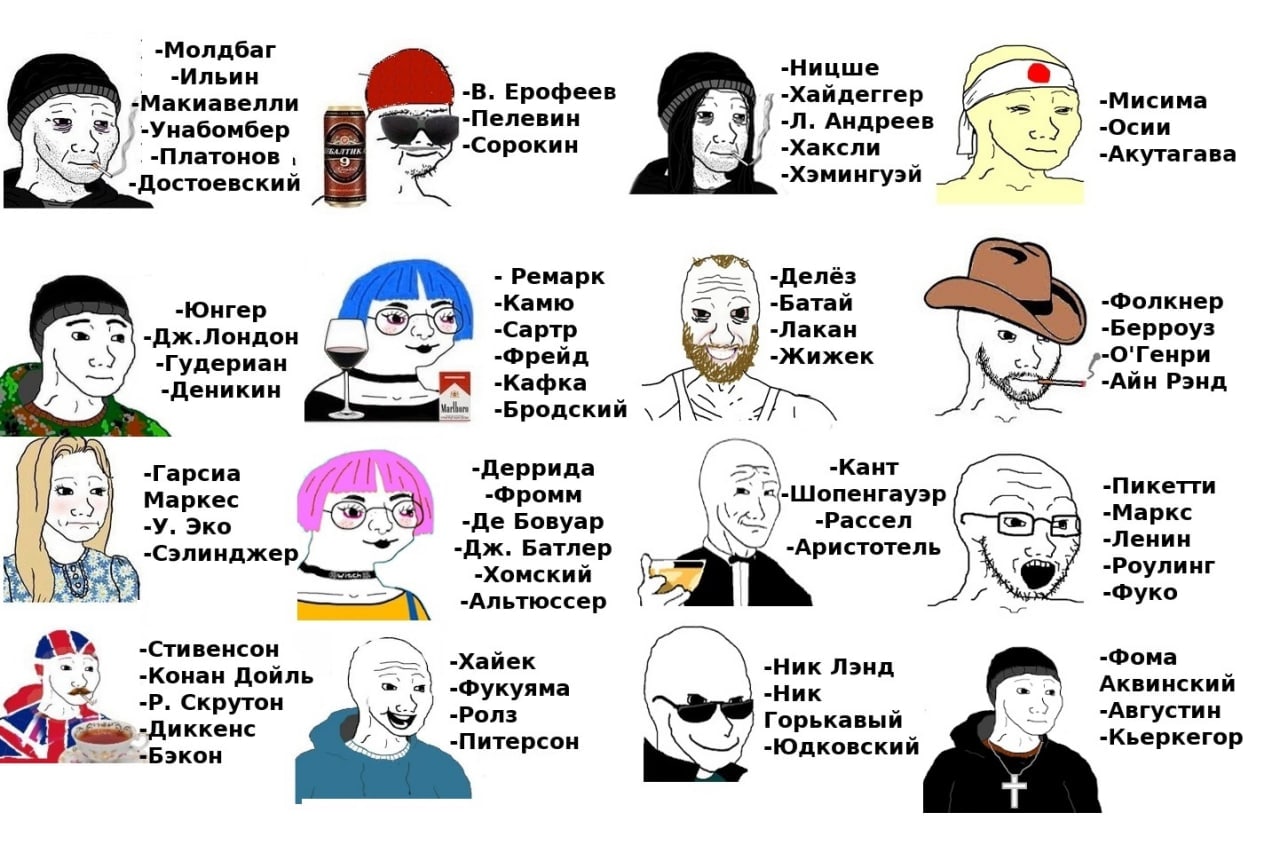 -Молдбаг
-Ильин
-Макиавелли
-Унабомбер
-Платонов
-Достоевский
БАЛТИКА
9
-В. Ерофеев
-Пелевин
-Сорокин
-Ницше
-Хайдеггер
-Л. Андреев
-Хаксли
-Хэмингуэй
-Мисима
-Осии
-Акутагава
-Юнгер
-Дж.Лондон
-Гудериан
-Деникин
Marlboro
- Ремарк
-Камю
-Сартр
-Фрейд
-Кафка
-Бродский
-Делёз
-Батай
-Лакан
-Жижек
-Фолкнер
-Берроуз
-О'Генри
-Айн Рэнд
-Гарсиа
Маркес
-У. Эко
-Сэлинджер
WITCH
-Деррида
-Фромм
-Де Бовуар
-Дж. Батлер
-Хомский
-Альтюссер
-Кант
-Шопенгауэр
-Рассел
-Аристотель
-Пикетти
-Маркс
-Ленин
-Роулинг
-Фуко
-Стивенсон
-Конан Дойль
-Р. Скрутон
-Диккенс
-Бэкон
-Хайек
-Фукуяма
-Ролз
-Питерсон
-Ник Лэнд
-Ник
Горькавый
-Юдковский
-Фома
Аквинский
-Августин
-Кьеркегор